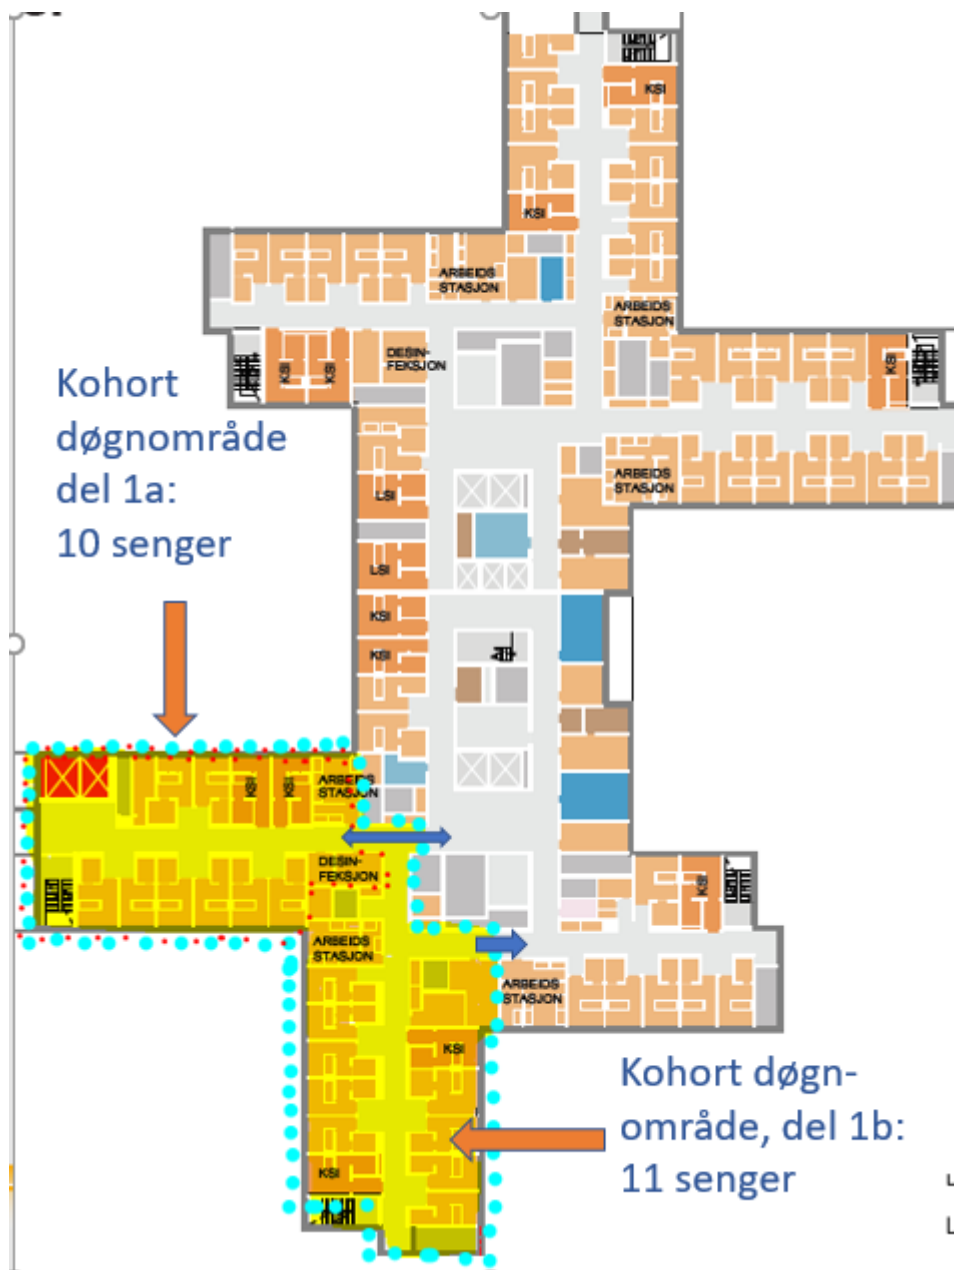 KSI
KSI
ARBEIDS
STASJON
ARBEIDS
STASJON
DESIN-
FEKSJON
KSI
KSI
KSI
Kohort
døgnområde
del 1a:
10 senger
ARBEIDS
STASJON
LSI
LSI
KSI
KSI
KSI
KSI
ARBEIDS
STASJON
DESIN-
FEKSJON
KSI
ARBEIDS
STASJON
ARBEIDS
STASJON
KSI
Kohort døgn-
område, del 1b:
11 senger
KSI